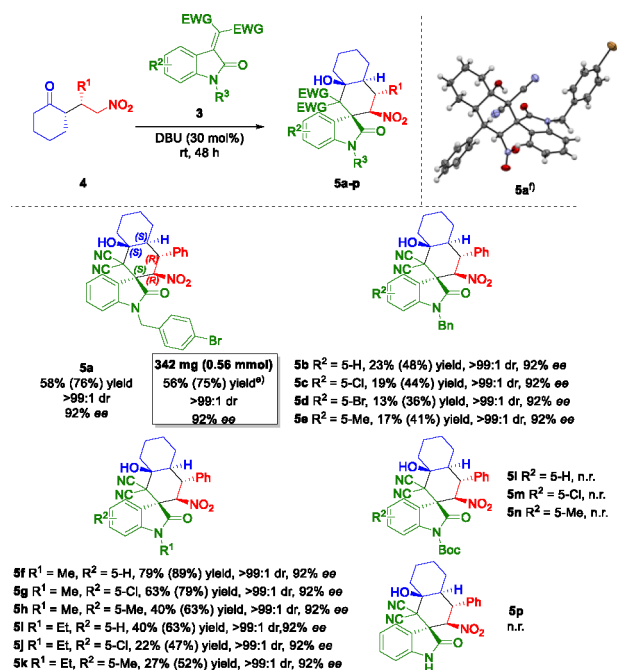 EWG EWG
R² O
N
R³
3
O R¹
NO₂
4
DBU (30 mol%)
rt, 48 h
HO H
EWG R¹
EWG
R² NO₂
O
N
R³
5a-p
5aᶠ⁾
HO (S) H
(S) Ph
NC (R)
CN (S) (R)
NO₂
O
N
Br
5a
58% (76%) yield
>99:1 dr
92% ee
342 mg (0.56 mmol)
56% (75%) yieldᵉ⁾
>99:1 dr
92% ee
HO H
NC Ph
CN
R² NO₂
O
N
Bn
5b R² = 5-H, 23% (48%) yield, >99:1 dr, 92% ee
5c R² = 5-Cl, 19% (44%) yield, >99:1 dr, 92% ee
5d R² = 5-Br, 13% (36%) yield, >99:1 dr, 92% ee
5e R² = 5-Me, 17% (41%) yield, >99:1 dr, 92% ee
HO H
NC Ph
CN
R² NO₂
O
N
R¹
5f R¹ = Me, R² = 5-H, 79% (89%) yield, >99:1 dr, 92% ee
5g R¹ = Me, R² = 5-Cl, 63% (79%) yield, >99:1 dr, 92% ee
5h R¹ = Me, R² = 5-Me, 40% (63%) yield, >99:1 dr, 92% ee
5i R¹ = Et, R² = 5-H, 40% (63%) yield, >99:1 dr,92% ee
5j R¹ = Et, R² = 5-Cl, 22% (47%) yield, >99:1 dr, 92% ee
5k R¹ = Et, R² = 5-Me, 27% (52%) yield, >99:1 dr, 92% ee
HO H
NC Ph
CN
R² NO₂
O
N
Boc
5l R² = 5-H, n.r.
5m R² = 5-Cl, n.r.
5n R² = 5-Me, n.r.
HO H
NC Ph
CN
NO₂
O
N
H
5p
n.r.